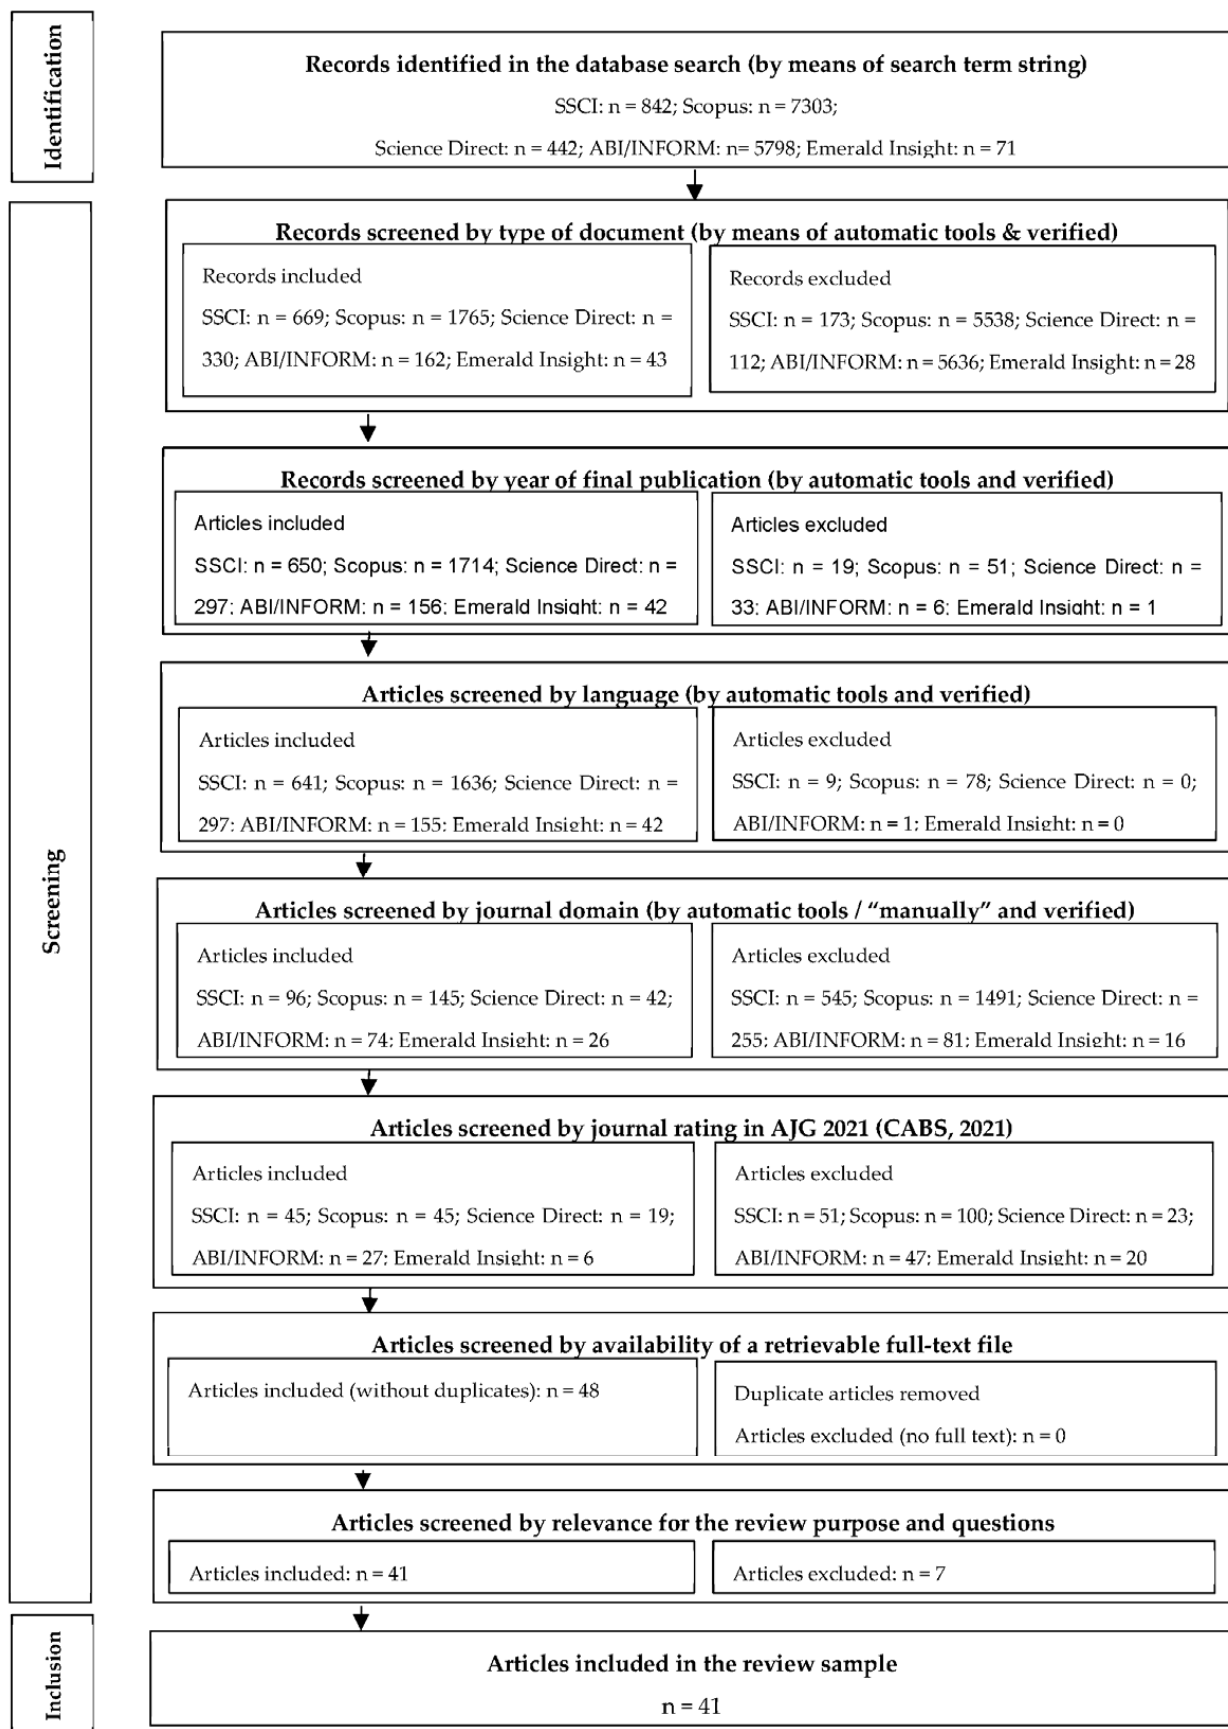 Identification
Records identified in the database search (by means of search term string)
SSCI: n = 842; Scopus: n = 7303;
Science Direct: n = 442; ABI/INFORM: n= 5798; Emerald Insight: n = 71
Screening
Records screened by type of document (by means of automatic tools & verified)
Records included
SSCI: n = 669; Scopus: n = 1765; Science Direct: n =
330; ABI/INFORM: n = 162; Emerald Insight: n = 43
Records excluded
SSCI: n = 173; Scopus: n = 5538; Science Direct: n =
112; ABI/INFORM: n = 5636; Emerald Insight: n = 28
Records screened by year of final publication (by automatic tools and verified)
Articles included
SSCI: n = 650; Scopus: n = 1714; Science Direct: n =
297; ABI/INFORM: n = 156; Emerald Insight: n = 42
Articles excluded
SSCI: n = 19; Scopus: n = 51; Science Direct: n =
33; ABI/INFORM: n = 6; Emerald Insight: n = 1
Articles screened by language (by automatic tools and verified)
Articles included
SSCI: n = 641; Scopus: n = 1636; Science Direct: n =
297; ABI/INFORM: n = 155; Emerald Insight: n = 42
Articles excluded
SSCI: n = 9; Scopus: n = 78; Science Direct: n = 0;
ABI/INFORM: n = 1; Emerald Insight: n = 0
Articles screened by journal domain (by automatic tools / “manually” and verified)
Articles included
SSCI: n = 96; Scopus: n = 145; Science Direct: n = 42;
ABI/INFORM: n = 74; Emerald Insight: n = 26
Articles excluded
SSCI: n = 545; Scopus: n = 1491; Science Direct: n =
255; ABI/INFORM: n = 81; Emerald Insight: n = 16
Articles screened by journal rating in AJG 2021 (CABS, 2021)
Articles included
SSCI: n = 45; Scopus: n = 45; Science Direct: n = 19;
ABI/INFORM: n = 27; Emerald Insight: n = 6
Articles excluded
SSCI: n = 51; Scopus: n = 100; Science Direct: n = 23;
ABI/INFORM: n = 47; Emerald Insight: n = 20
Articles screened by availability of a retrievable full-text file
Articles included (without duplicates): n = 48
Duplicate articles removed
Articles excluded (no full text): n = 0
Articles screened by relevance for the review purpose and questions
Articles included: n = 41
Articles excluded: n = 7
Inclusion
Articles included in the review sample
n = 41